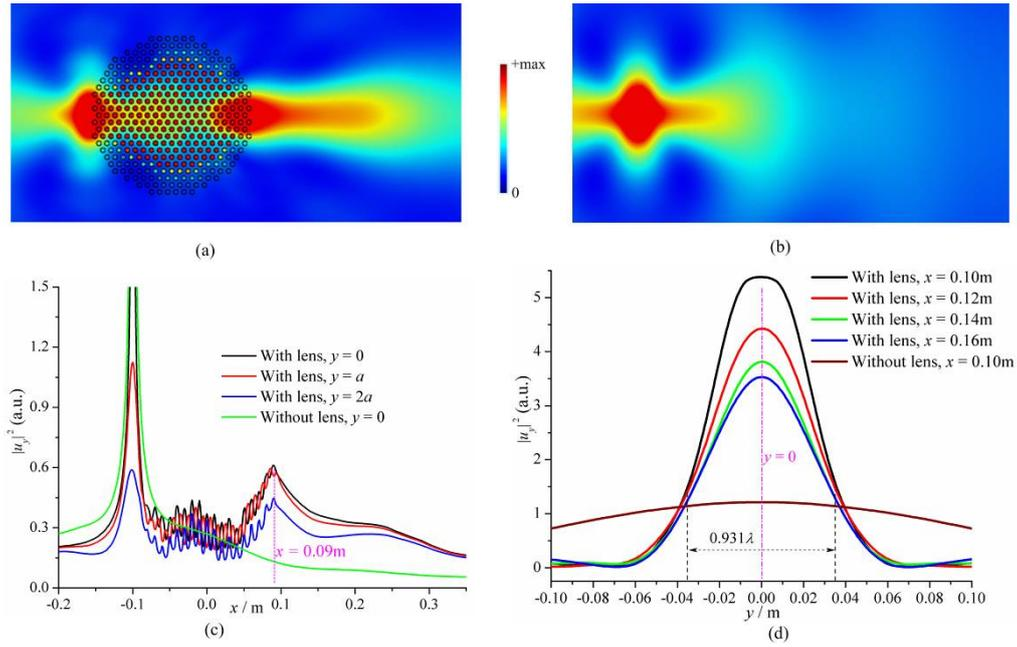 +max
0
(a)
(b)
1.5
1.2
0.9
0.6
0.3
0.0
|u_y|² (a.u.)
With lens, y = 0
With lens, y = a
With lens, y = 2a
Without lens, y = 0
x = 0.09m
-0.2 -0.1 0.0 0.1 0.2 0.3
x / m
(c)
5
4
3
2
1
0
|u_y|² (a.u.)
With lens, x = 0.10m
With lens, x = 0.12m
With lens, x = 0.14m
With lens, x = 0.16m
Without lens, x = 0.10m
y = 0
0.931λ
-0.10 -0.08 -0.06 -0.04 -0.02 0.00 0.02 0.04 0.06 0.08 0.10
y / m
(d)